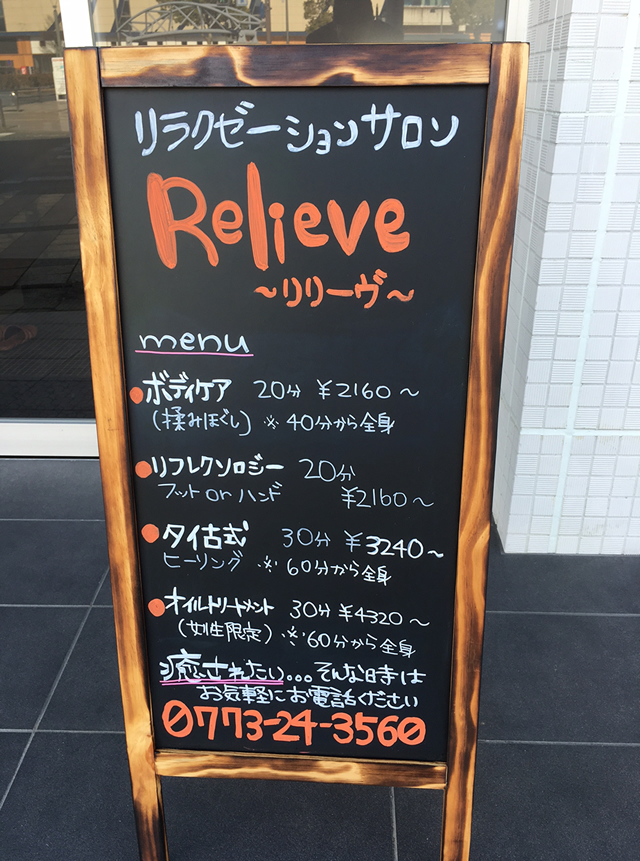 リラクゼーションサロン
Relieve
～リリーヴ～
menu
ボディケア 20分 ¥2160～
(揉みほぐし) ※40分から全身
リフレクソロジー 20分
フット or ハンド ¥2160～
タイ古式 30分 ¥3240～
ヒーリング ※60分から全身
オイルトリートメント 30分 ¥4320～
(女性限定) ※60分から全身
癒されたい...そんな時は
お気軽にお電話ください
0773-24-3560